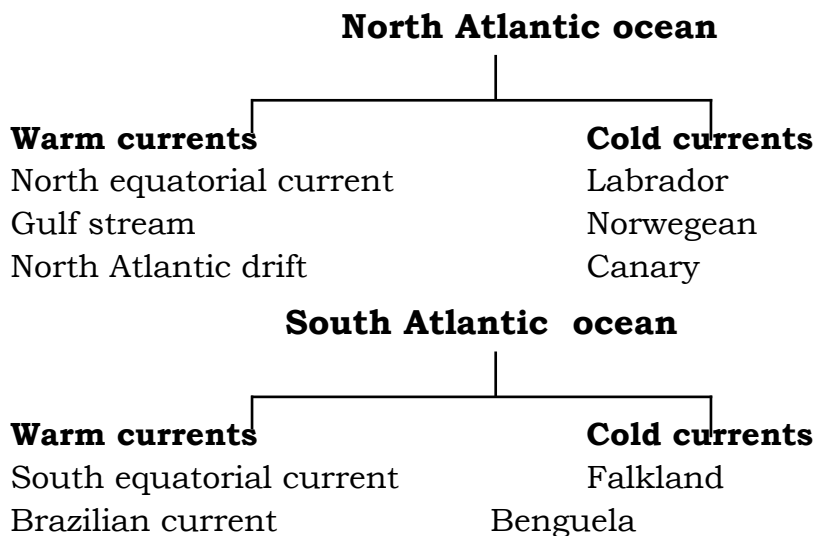 North Atlantic ocean
Warm currents Cold currents
North equatorial current Labrador
Gulf stream Norwegean
North Atlantic drift Canary
South Atlantic ocean
Warm currents Cold currents
South equatorial current Falkland
Brazilian current Benguela